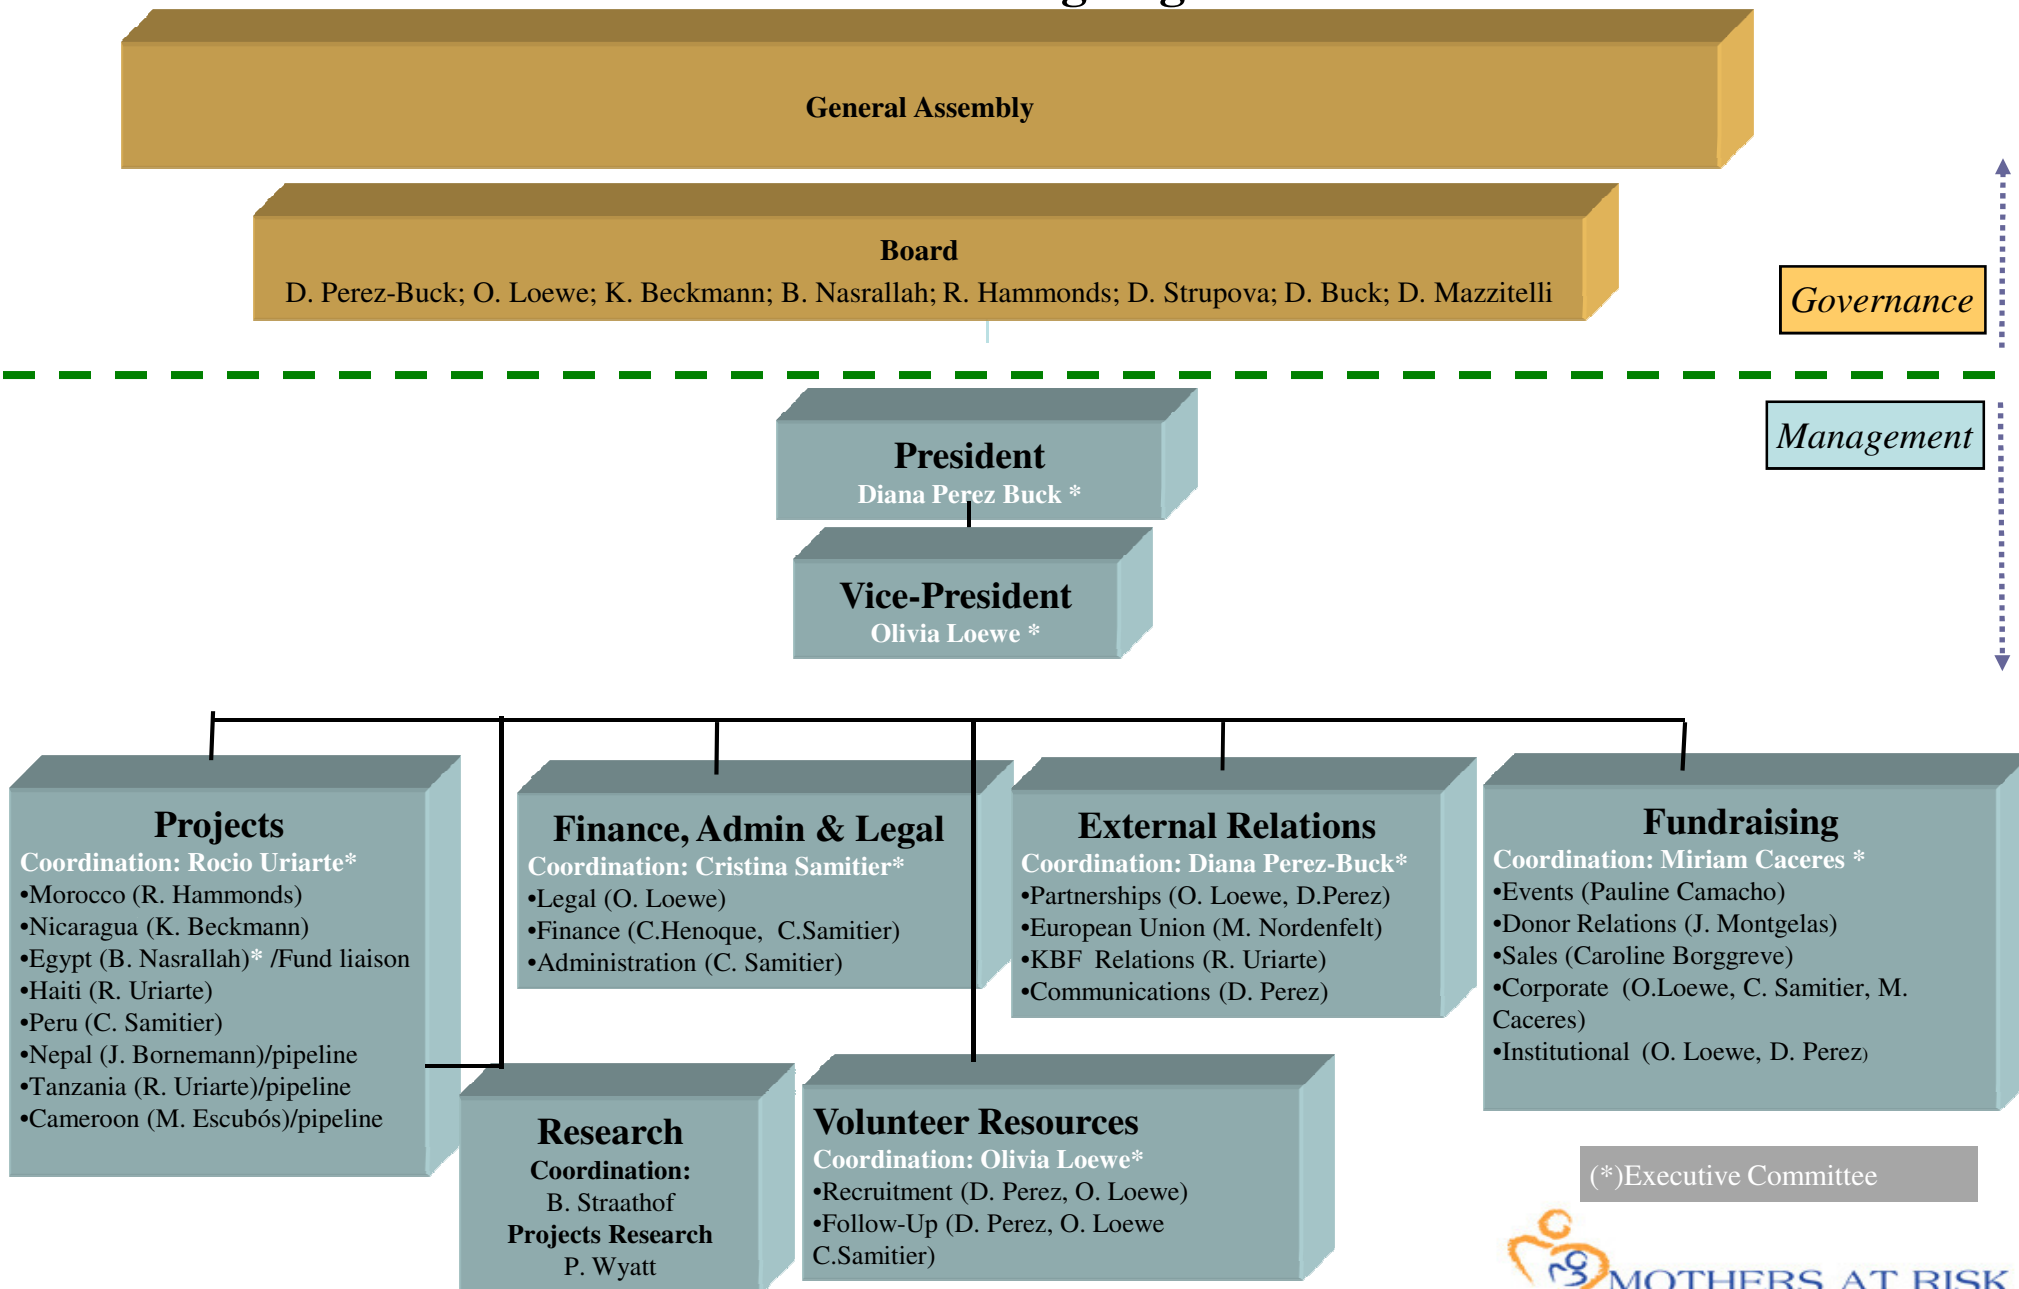 General Assembly
Board
D. Perez-Buck; O. Loewe; K. Beckmann; B. Nasrallah; R. Hammonds; D. Strupova; D. Buck; D. Mazzitelli
Governance
Management
President
Diana Perez Buck *
Vice-President
Olivia Loewe *
Projects
Coordination: Rocio Uriarte*
•Morocco (R. Hammonds)
•Nicaragua (K. Beckmann)
•Egypt (B. Nasrallah)* /Fund liaison
•Haiti (R. Uriarte)
•Peru (C. Samitier)
•Nepal (J. Bornemann)/pipeline
•Tanzania (R. Uriarte)/pipeline
•Cameroon (M. Escubós)/pipeline
Finance, Admin & Legal
Coordination: Cristina Samitier*
•Legal (O. Loewe)
•Finance (C.Henoque, C.Samitier)
•Administration (C. Samitier)
External Relations
Coordination: Diana Perez-Buck*
•Partnerships (O. Loewe, D.Perez)
•European Union (M. Nordenfelt)
•KBF Relations (R. Uriarte)
•Communications (D. Perez)
Fundraising
Coordination: Miriam Caceres *
•Events (Pauline Camacho)
•Donor Relations (J. Montgelas)
•Sales (Caroline Borggreve)
•Corporate (O.Loewe, C. Samitier, M.
Caceres)
•Institutional (O. Loewe, D. Perez)
Research
Coordination:
B. Straathof
Projects Research
P. Wyatt
Volunteer Resources
Coordination: Olivia Loewe*
•Recruitment (D. Perez, O. Loewe)
•Follow-Up (D. Perez, O. Loewe
C.Samitier)
(*)Executive Committee
MOTHERS AT RISK